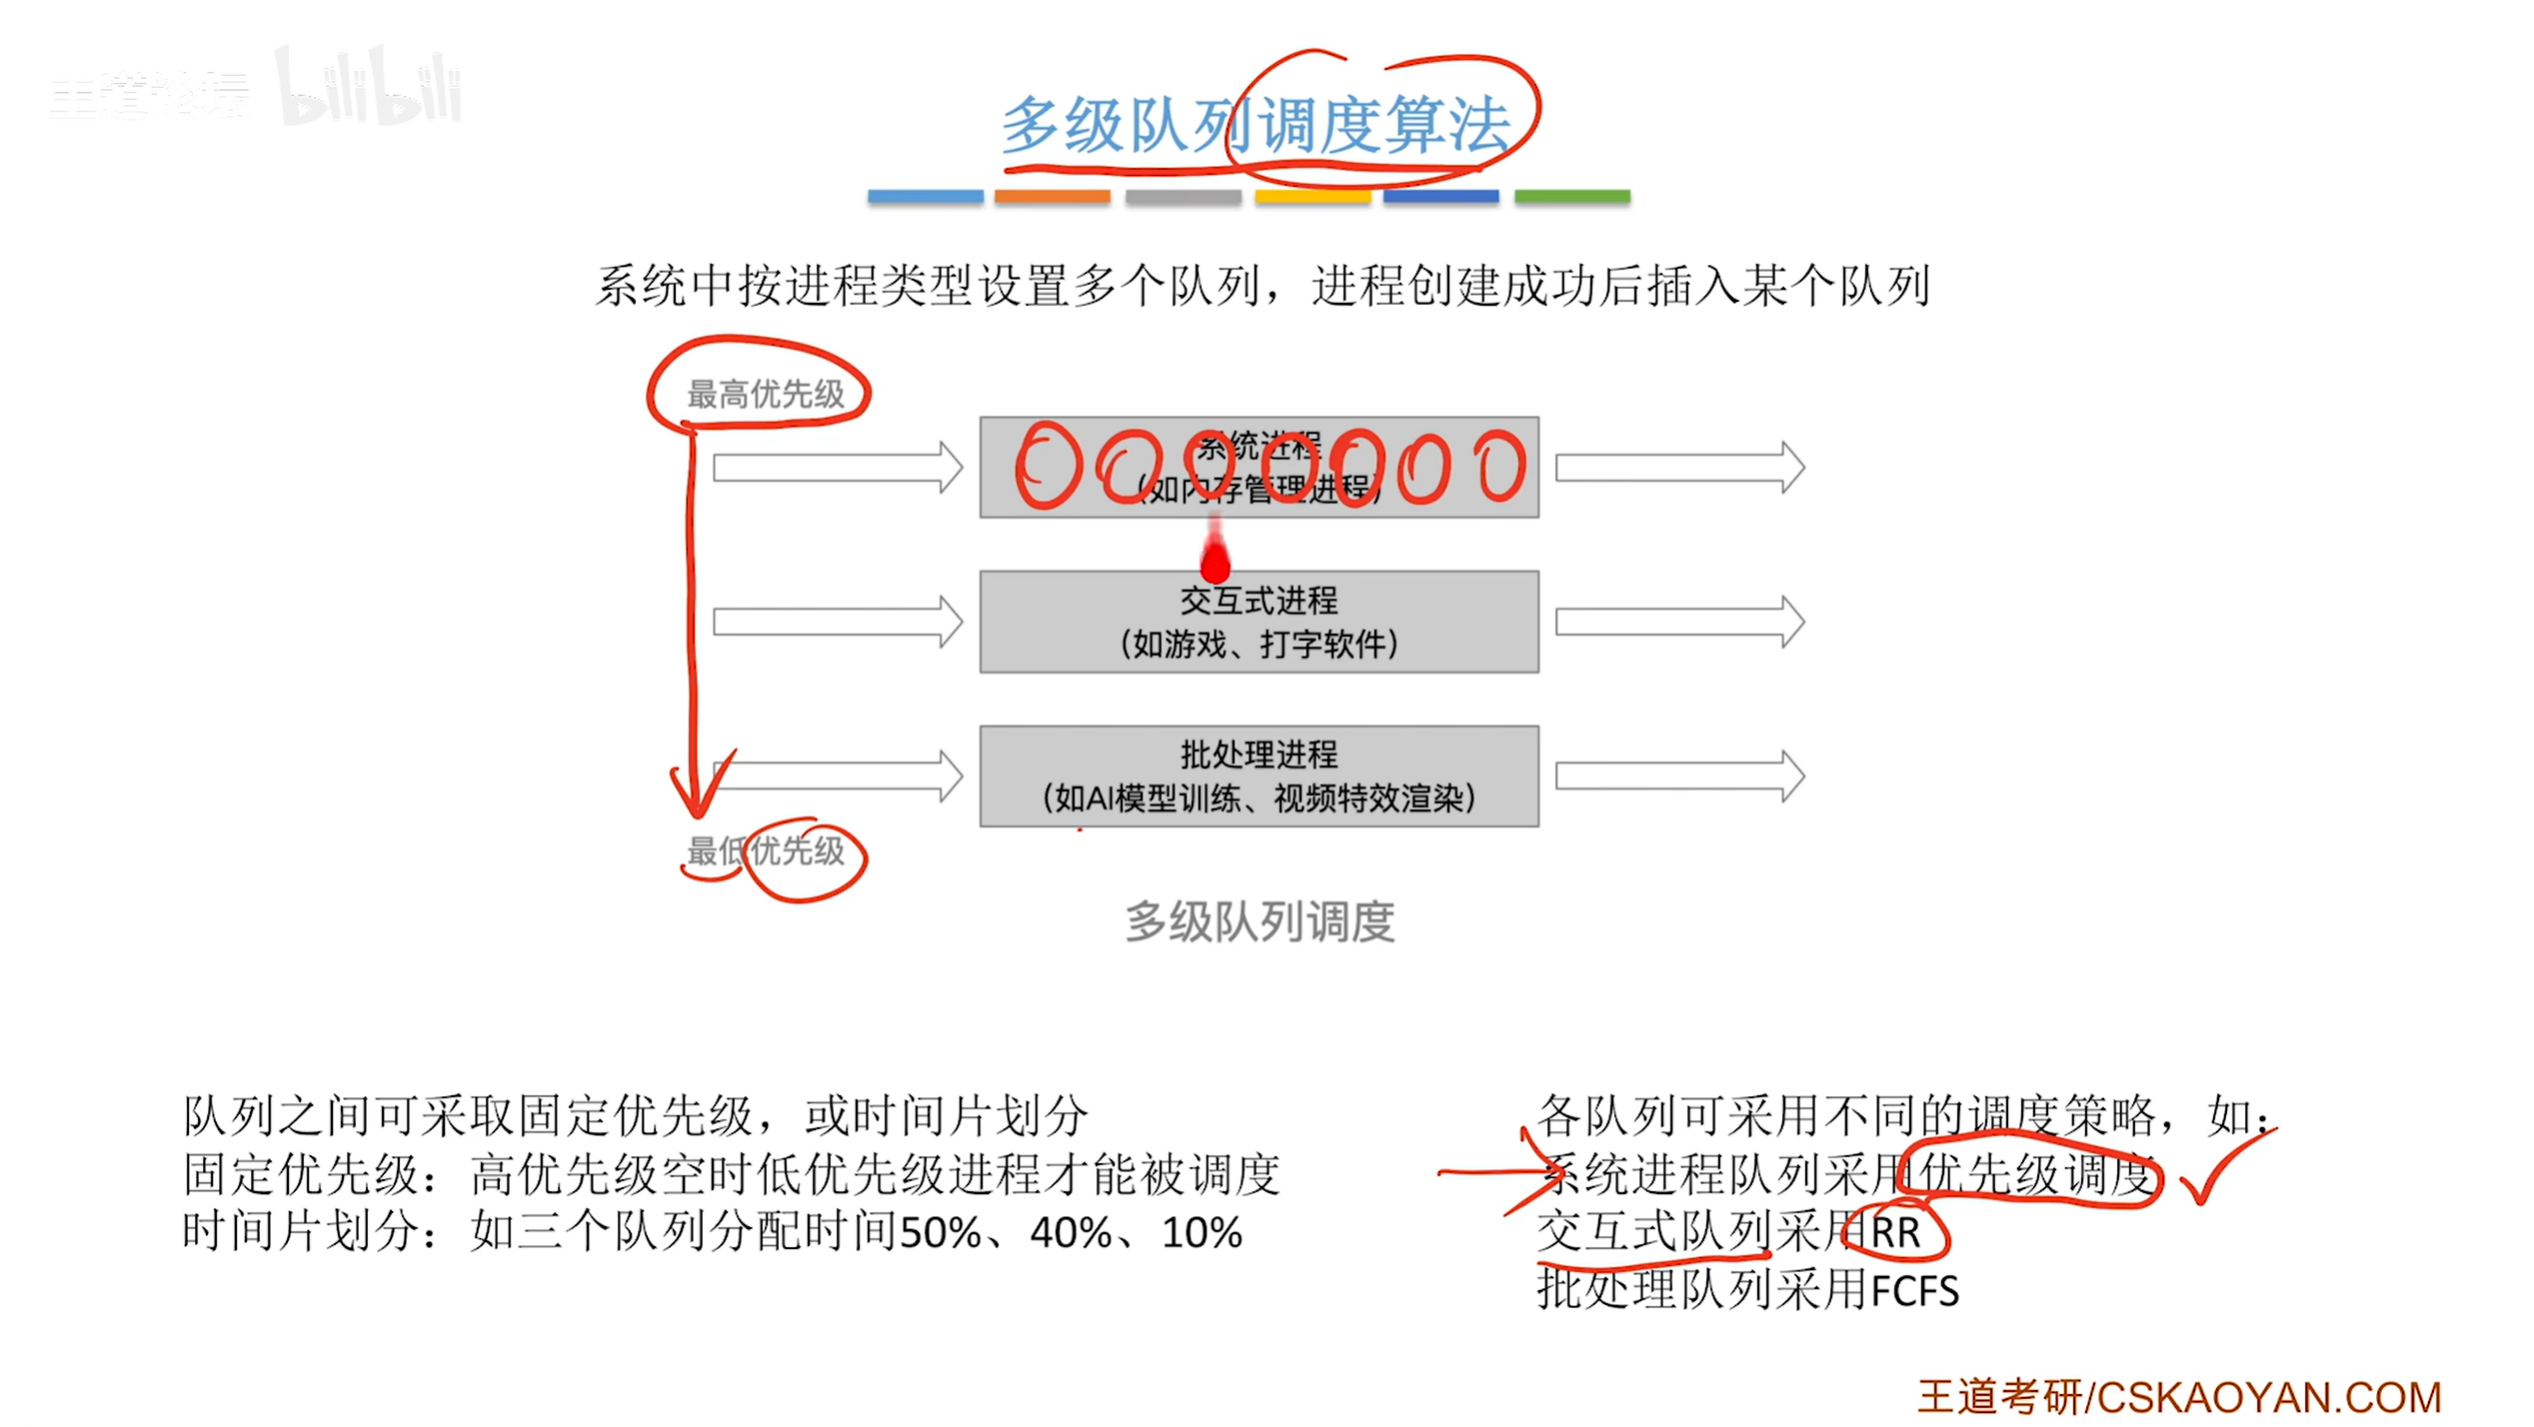 王道论坛 bilibili
多级队列调度算法
系统中按进程类型设置多个队列，进程创建成功后插入某个队列
最高优先级
系统进程
（如内存管理进程）
交互式进程
（如游戏、打字软件）
批处理进程
（如AI模型训练、视频特效渲染）
最低优先级
多级队列调度
队列之间可采取固定优先级，或时间片划分
固定优先级：高优先级空时低优先级进程才能被调度
时间片划分：如三个队列分配时间50%、40%、10%
各队列可采用不同的调度策略，如：
系统进程队列采用优先级调度
交互式队列采用RR
批处理队列采用FCFS
王道考研/CSKAOYAN.COM